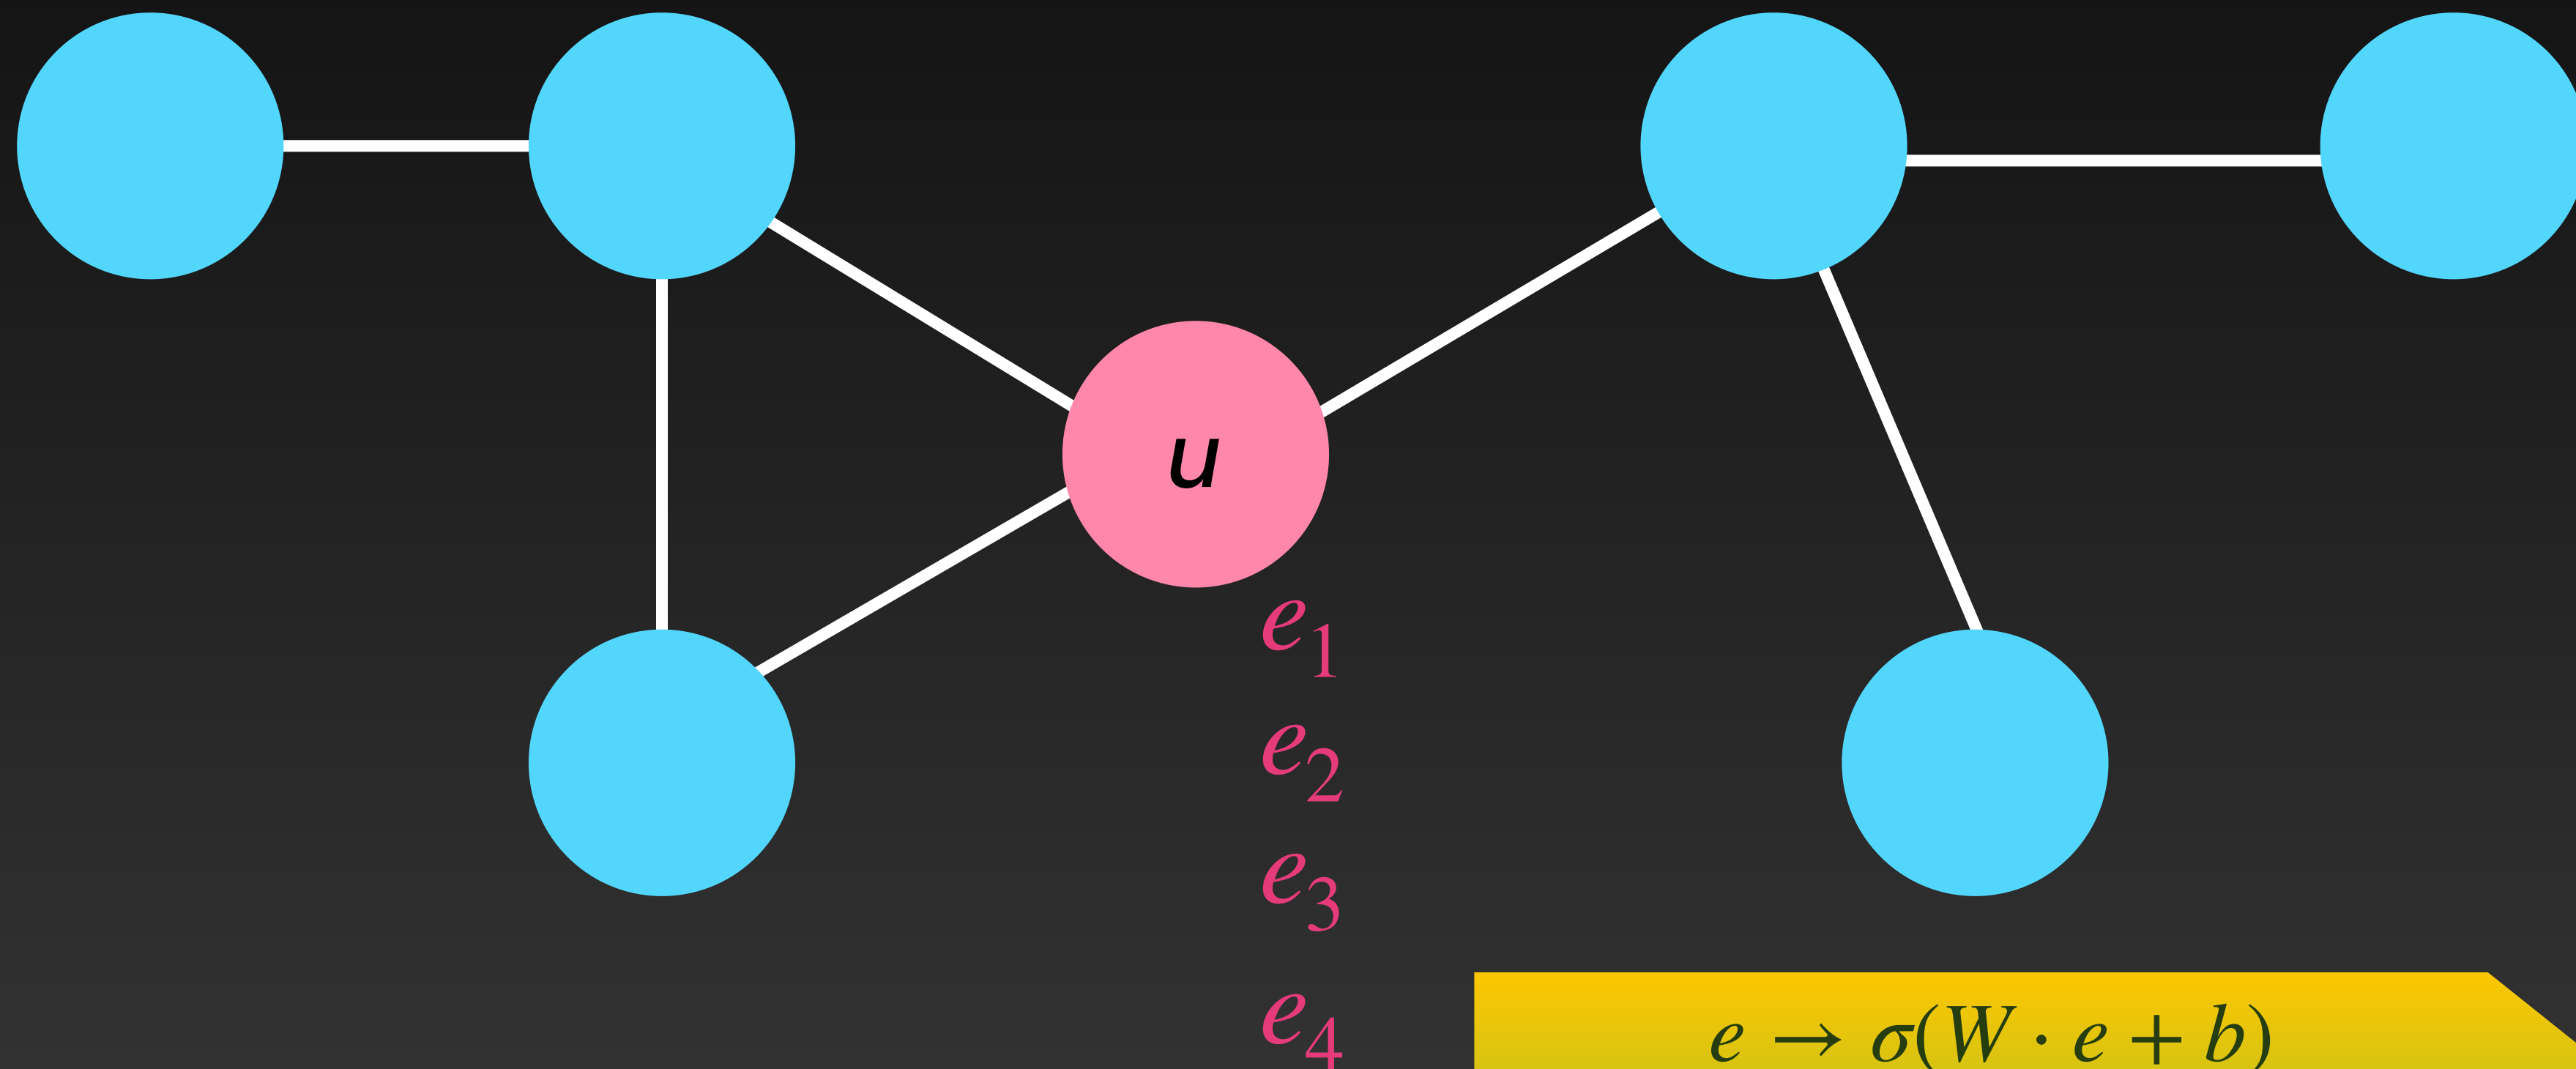 u
e₁
e₂
e₃
e₄
e → σ(W · e + b)